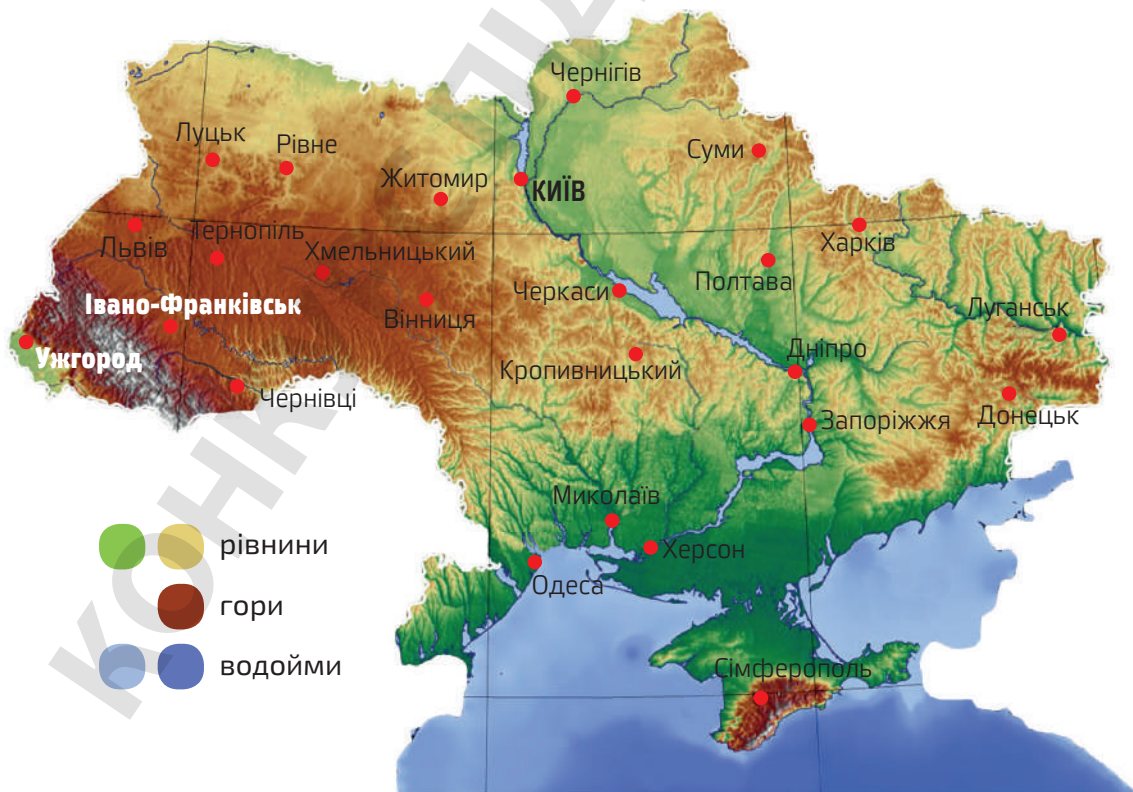 Чернігів
Луцьк
Рівне
Суми
Житомир
КИЇВ
Львів
Тернопіль
Хмельницький
Харків
Полтава
Черкаси
Івано-Франківськ
Вінниця
Луганськ
Ужгород
Кропивницький
Дніпро
Чернівці
Запоріжжя
Донецьк
Миколаїв
Херсон
Одеса
Сімферополь
рівнини
гори
водойми